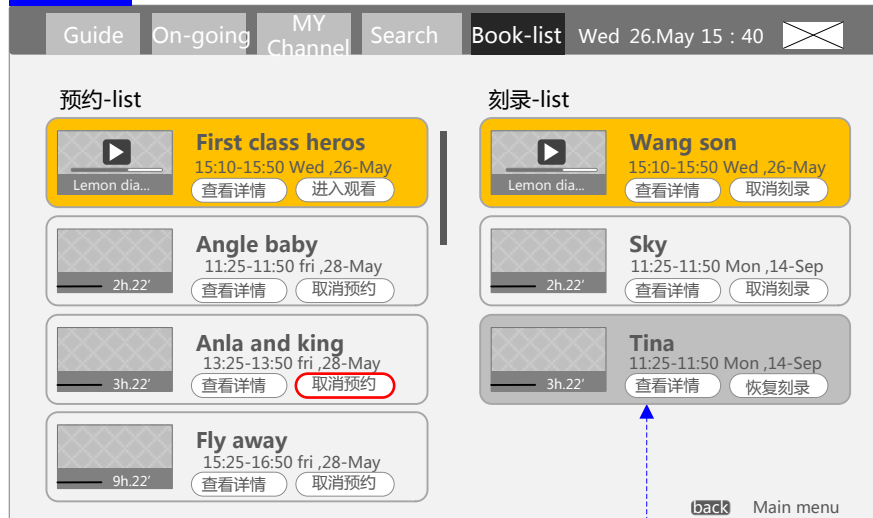 Guide On-going MY Channel Search Book-list Wed 26.May 15 : 40
预约-list
First class heros
15:10-15:50 Wed ,26-May
Lemon dia...
查看详情 进入观看
Angle baby
11:25-11:50 fri ,28-May
2h.22′
查看详情 取消预约
Anla and king
13:25-13:50 fri ,28-May
3h.22′
查看详情 取消预约
Fly away
15:25-16:50 fri ,28-May
9h.22′
查看详情 取消预约
刻录-list
Wang son
15:10-15:50 Wed ,26-May
Lemon dia...
查看详情 取消刻录
Sky
11:25-11:50 Mon ,14-Sep
2h.22′
查看详情 取消刻录
Tina
11:25-11:50 Mon ,14-Sep
3h.22′
查看详情 恢复刻录
back Main menu